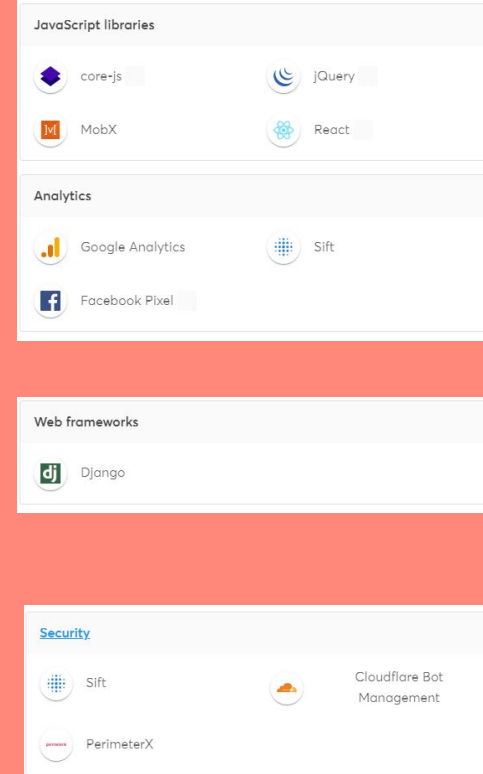 JavaScript libraries
core-js jQuery
MobX React
Analytics
Google Analytics Sift
Facebook Pixel
Web frameworks
dj Django
Security
Sift Cloudflare Bot
Management
PerimeterX